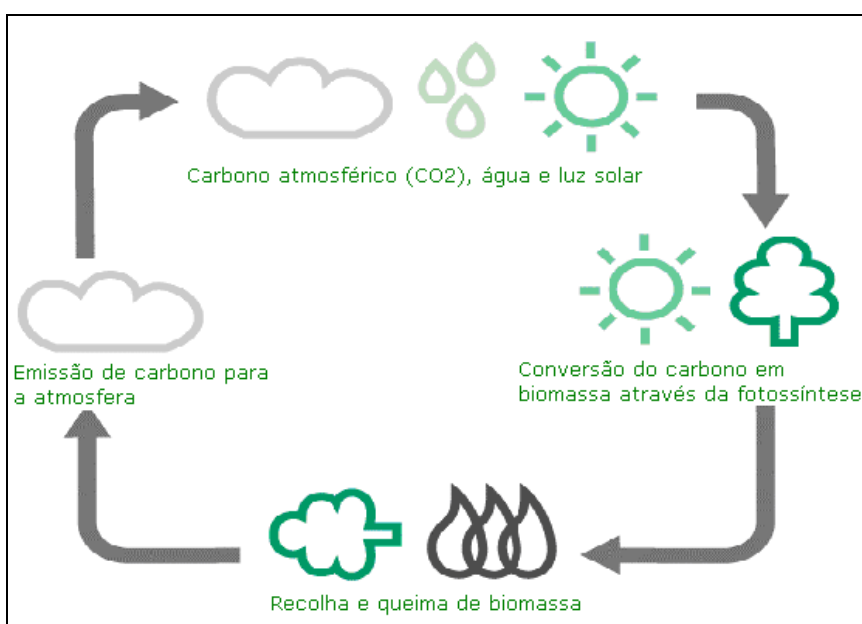 Carbono atmosférico (CO2), água e luz solar
Conversão do carbono em
biomassa através da fotossíntese
Recolha e queima de biomassa
Emissão de carbono para
a atmosfera